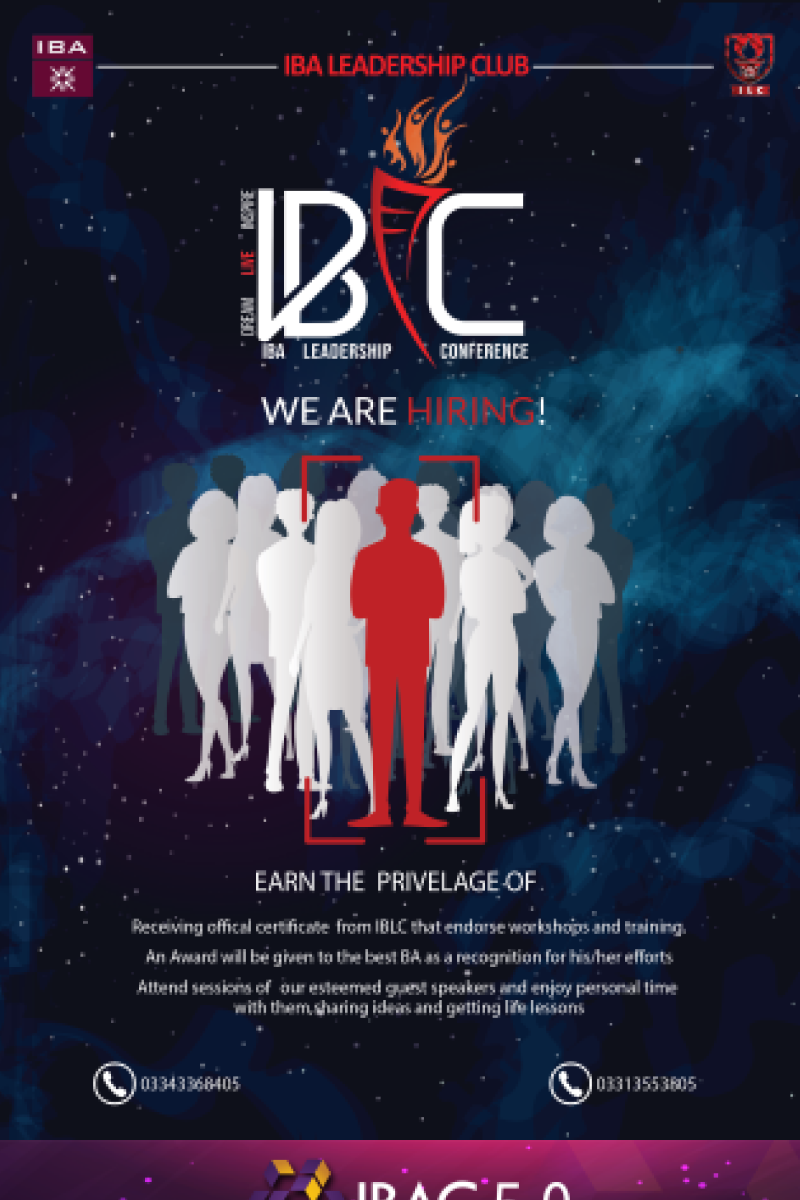 IBA
IBA LEADERSHIP CLUB
ILC
DREAM LIVE INSPIRE
IBLC
IBA LEADERSHIP CONFERENCE
WE ARE HIRING!
EARN THE PRIVELAGE OF
Receiving offical certificate from IBLC that endorse workshops and training.
An Award will be given to the best BA as a recognition for his/her efforts
Attend sessions of our esteemed guest speakers and enjoy personal time
with them,sharing ideas and getting life lessons
03343368405
03313553805